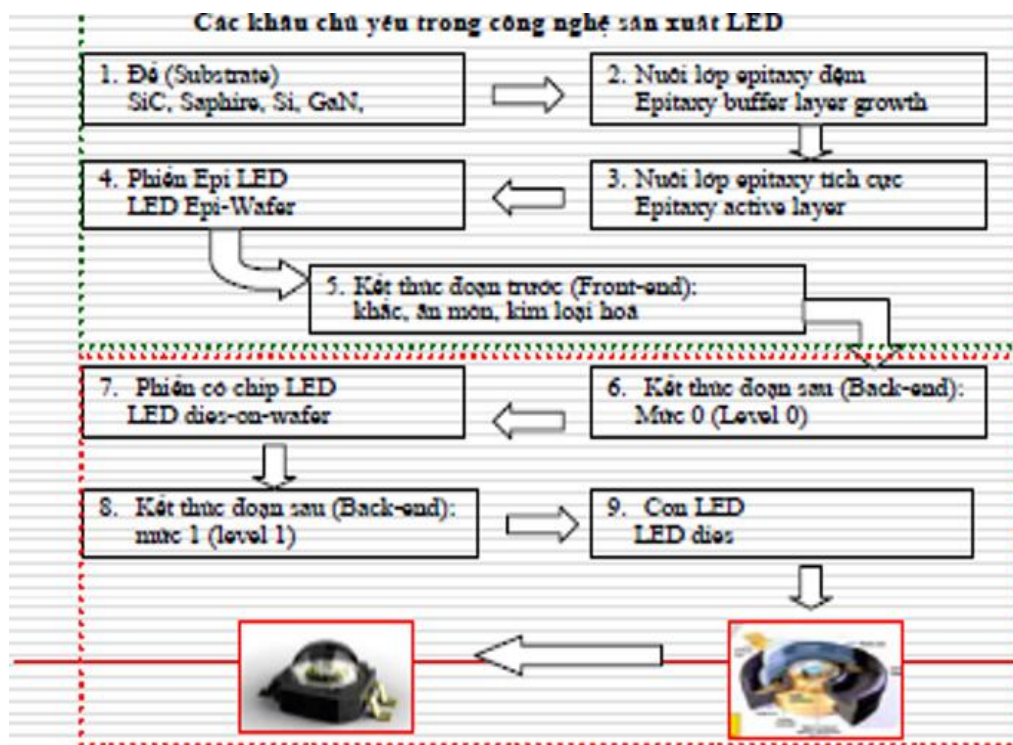 Các khâu chủ yếu trong công nghệ sản xuất LED
1. Đế (Substrate)
SiC, Saphire, Si, GaN,
2. Nuôi lớp epitaxy đệm
Epitaxy buffer layer growth
4. Phiến Epi LED
LED Epi-Wafer
3. Nuôi lớp epitaxy tích cực
Epitaxy active layer
5. Kết thúc đoạn trước (Front-end):
khắc, ăn mòn, kim loại hoá
7. Phiến có chip LED
LED dies-on-wafer
6. Kết thúc đoạn sau (Back-end):
Mức 0 (Level 0)
8. Kết thúc đoạn sau (Back-end):
mức 1 (level 1)
9. Con LED
LED dies